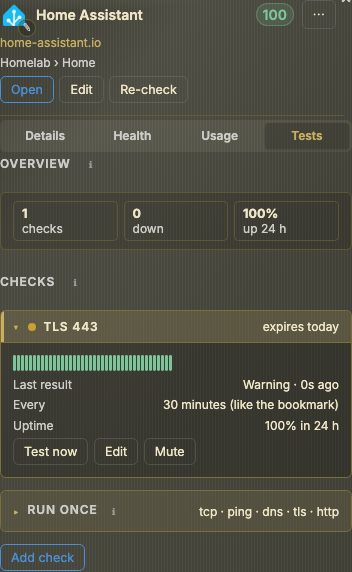 Home Assistant
100
...
home-assistant.io
Homelab › Home
Open
Edit
Re-check
Details
Health
Usage
Tests
OVERVIEW i
1
checks
0
down
100%
up 24 h
CHECKS i
TLS 443
expires today
Last result
Warning · 0s ago
Every
30 minutes (like the bookmark)
Uptime
100% in 24 h
Test now
Edit
Mute
RUN ONCE i
tcp · ping · dns · tls · http
Add check